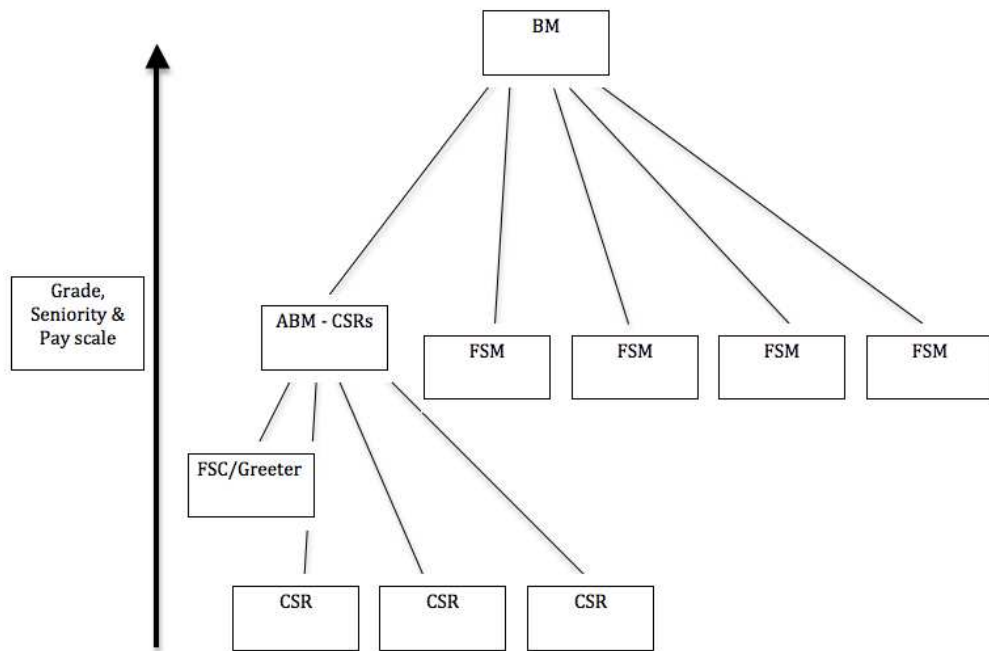 BM
Grade,
Seniority &
Pay scale
ABM - CSRs
FSM
FSM
FSM
FSM
FSC/Greeter
CSR
CSR
CSR